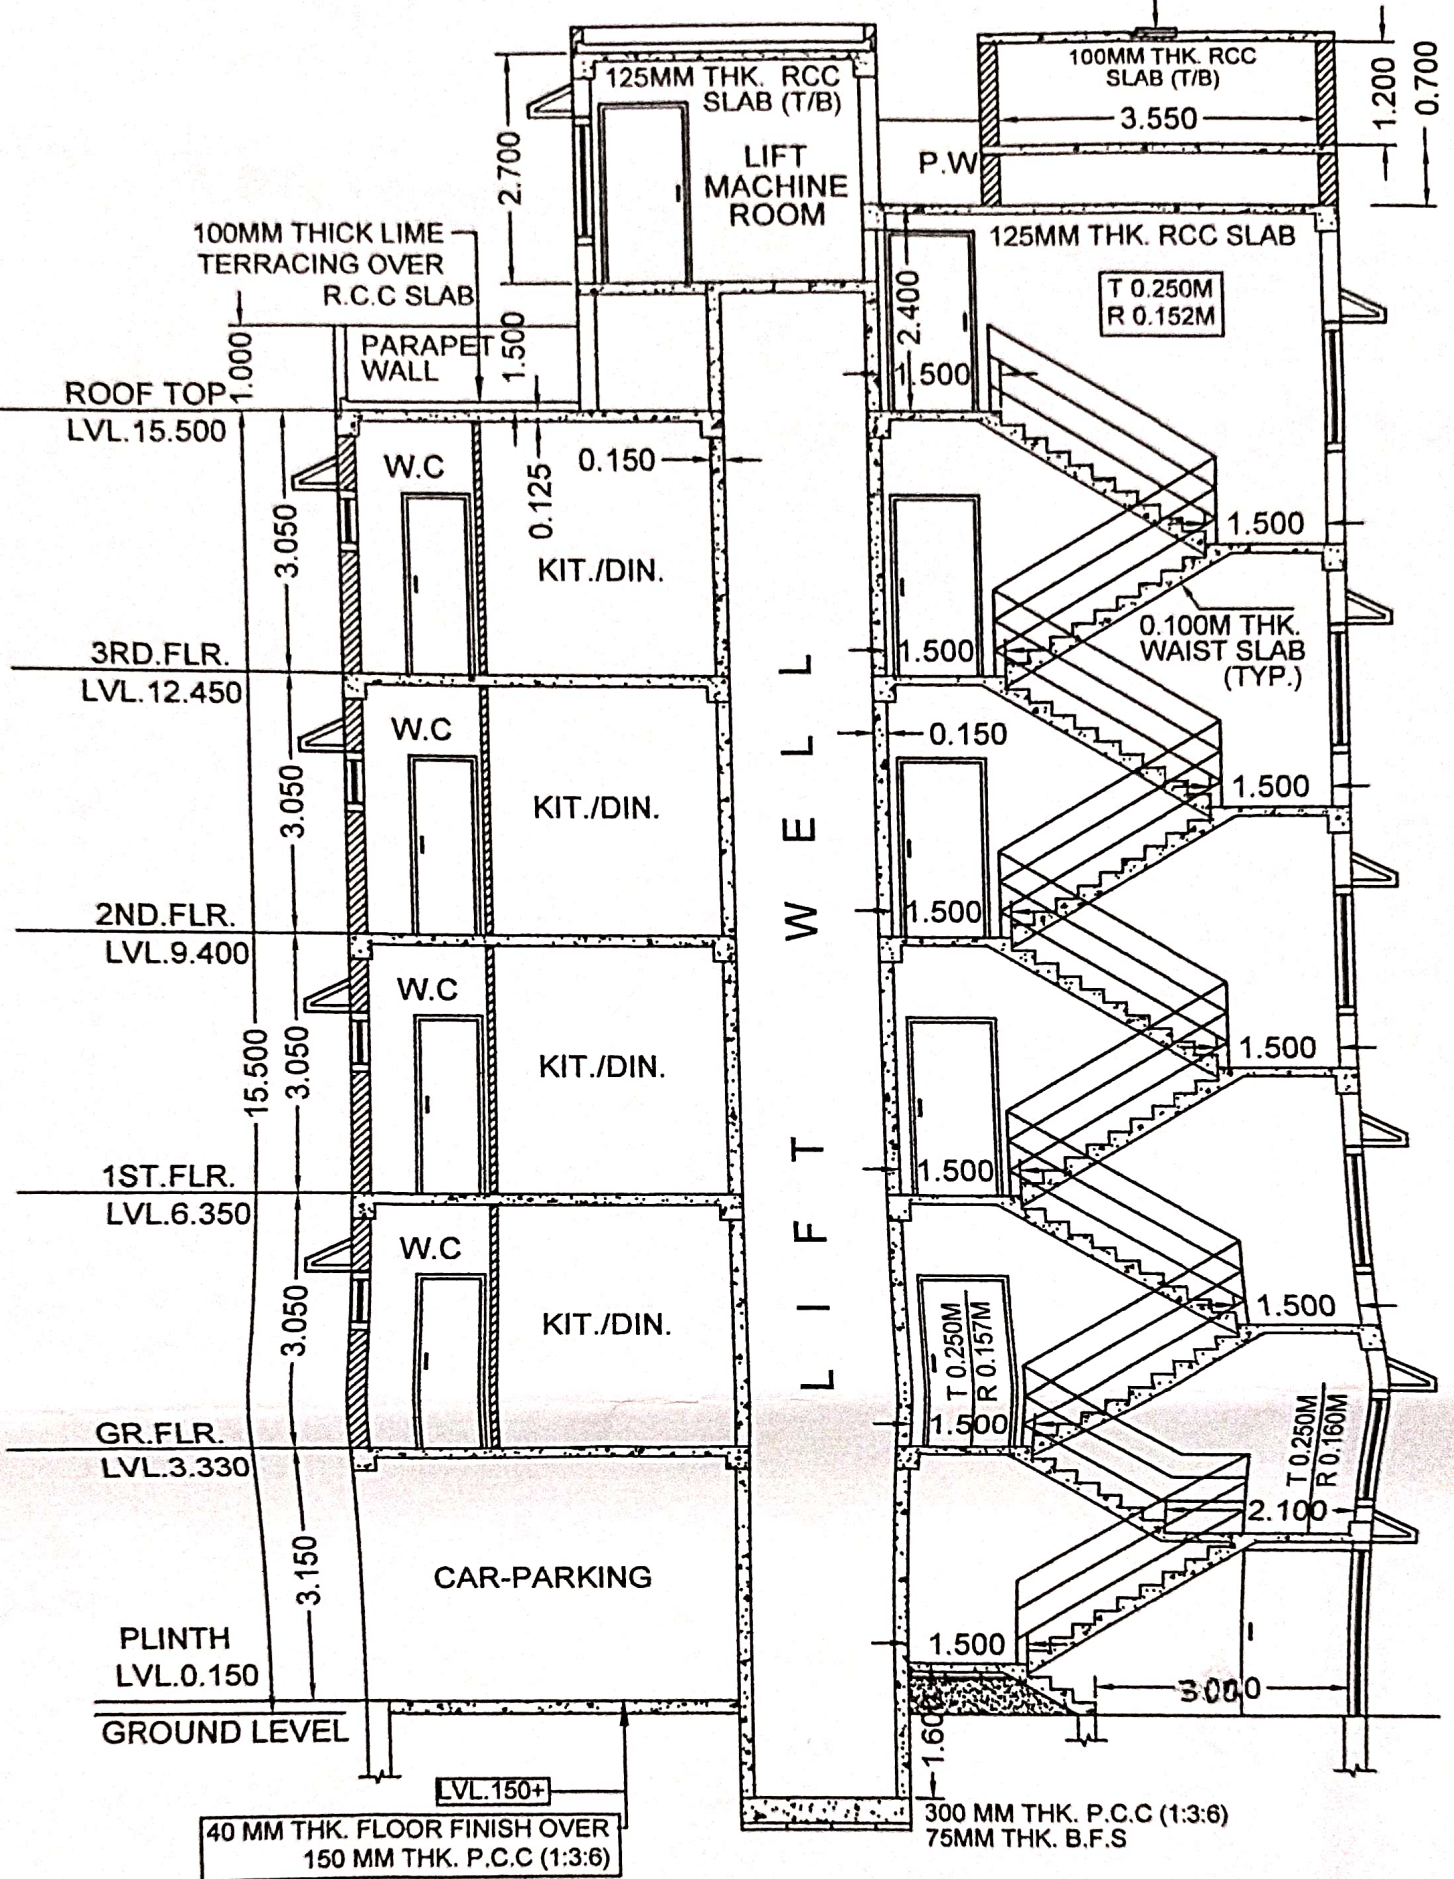 100MM THK. RCC
SLAB (T/B)
1.200
0.700
3.550
P.W
125MM THK. RCC
SLAB (T/B)
2.700
LIFT
MACHINE
ROOM
125MM THK. RCC SLAB
T 0.250M
R 0.152M
2.400
1.500
100MM THICK LIME
TERRACING OVER
R.C.C SLAB
1.000
PARAPET
WALL
1.500
ROOF TOP
LVL.15.500
W.C
0.150
0.125
3.050
KIT./DIN.
1.500
0.100M THK.
WAIST SLAB
(TYP.)
3RD.FLR.
LVL.12.450
1.500
W.C
0.150
3.050
KIT./DIN.
1.500
2ND.FLR.
LVL.9.400
1.500
W.C
15.500
3.050
KIT./DIN.
1.500
1ST.FLR.
LVL.6.350
1.500
W.C
3.050
KIT./DIN.
1.500
LIFT WELL
T 0.250M
R 0.157M
1.500
T 0.250M
R 0.160M
GR.FLR.
LVL.3.330
2.100
3.150
CAR-PARKING
PLINTH
LVL.0.150
1.500
3.000
GROUND LEVEL
LVL.150+
40 MM THK. FLOOR FINISH OVER
150 MM THK. P.C.C (1:3:6)
300 MM THK. P.C.C (1:3:6)
75MM THK. B.F.S